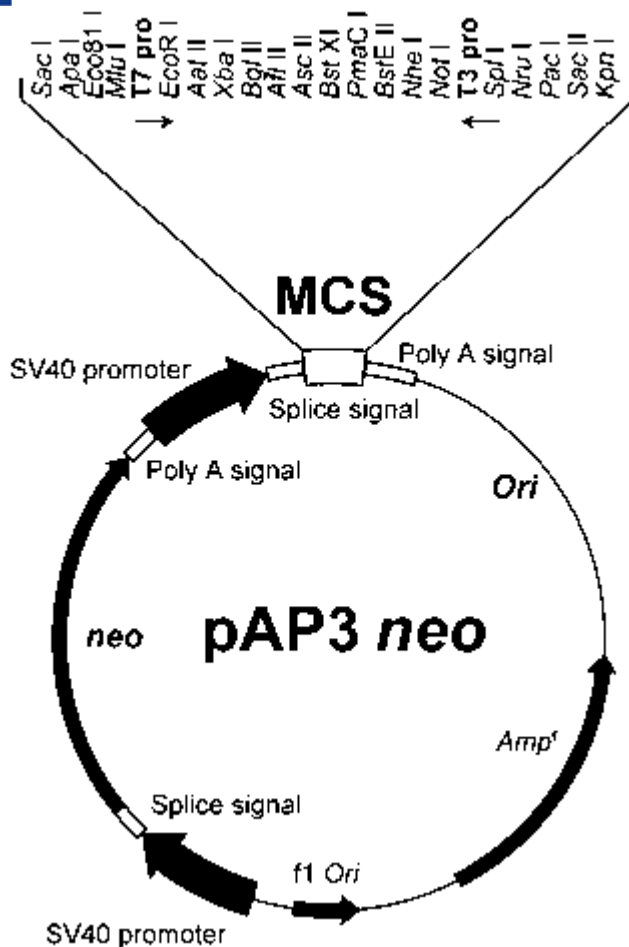 Sac I
Apa I
Eco81 I
Mlu I
T7 pro
EcoR I
Aat II
Xba I
Bgl II
Afl II
Asc II
Bst XI
PmaC I
BstE II
Nhe I
Not I
T3 pro
Spl I
Nru I
Pac I
Sac II
Kpn I
MCS
SV40 promoter
Poly A signal
Splice signal
Poly A signal
Ori
neo
pAP3 neo
Ampr
Splice signal
f1 Ori
SV40 promoter